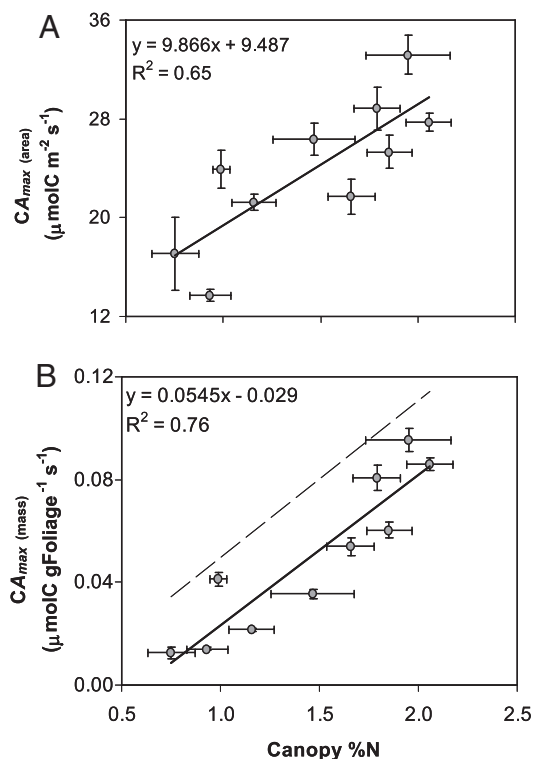 A
y = 9.866x + 9.487
R² = 0.65
36
28
20
12
CAmax (area)
(μmolC m⁻² s⁻¹)
B
y = 0.0545x - 0.029
R² = 0.76
0.12
0.08
0.04
0.00
CAmax (mass)
(μmolC gFoliage⁻¹ s⁻¹)
0.5 1.0 1.5 2.0 2.5
Canopy %N